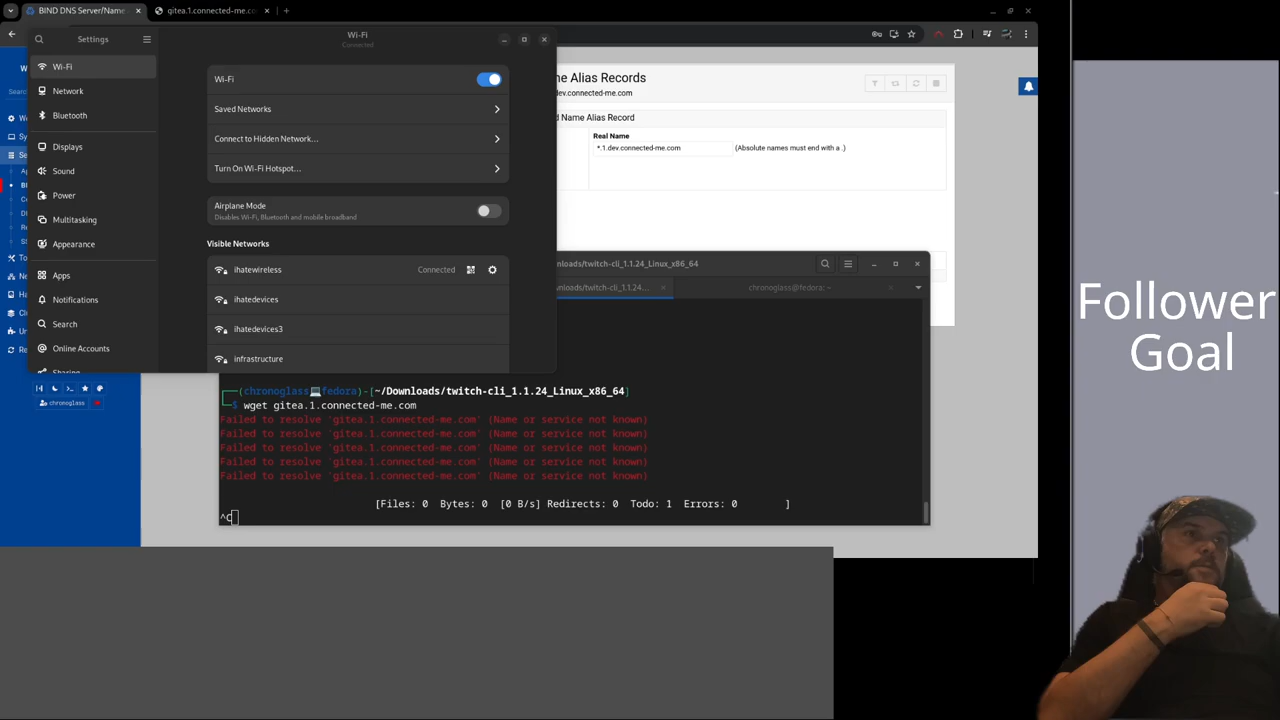 BIND DNS Server/Name
gitea.1.connected-me.com
Settings
Wi-Fi
Connected
Wi-Fi
Network
Bluetooth
Displays
Sound
Power
Multitasking
Appearance
Apps
Notifications
Search
Online Accounts
Sharing
Wi-Fi
Saved Networks
Connect to Hidden Network...
Turn On Wi-Fi Hotspot...
Airplane Mode
Disables Wi-Fi, Bluetooth and mobile broadband
Visible Networks
ihatewireless
Connected
ihatedevices
ihatedevices3
infrastructure
chronoglass
Name Alias Records
dev.connected-me.com
d Name Alias Record
Real Name
*.1.dev.connected-me.com
(Absolute names must end with a .)
nloads/twitch-cli_1.1.24_Linux_x86_64
nloads/twitch-cli_1.1.24...
chronoglass@fedora: ~
(chronoglass💻fedora)-[~/Downloads/twitch-cli_1.1.24_Linux_x86_64]
$ wget gitea.1.connected-me.com
Failed to resolve 'gitea.1.connected-me.com' (Name or service not known)
Failed to resolve 'gitea.1.connected-me.com' (Name or service not known)
Failed to resolve 'gitea.1.connected-me.com' (Name or service not known)
Failed to resolve 'gitea.1.connected-me.com' (Name or service not known)
Failed to resolve 'gitea.1.connected-me.com' (Name or service not known)
[Files: 0 Bytes: 0 [0 B/s] Redirects: 0 Todo: 1 Errors: 0 ]
^C
Follower
Goal